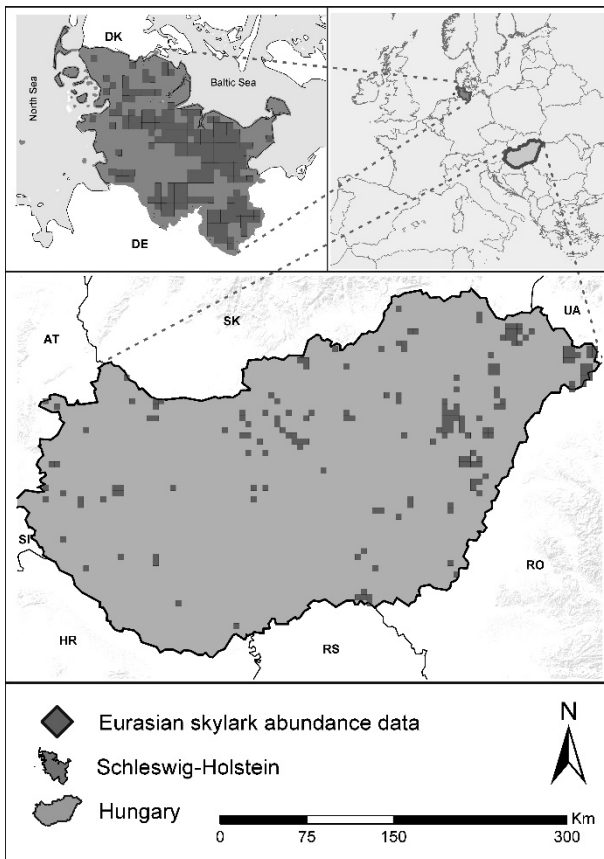 DK
North Sea
Baltic Sea
DE
SK
UA
AT
SI
RO
HR
RS
Eurasian skylark abundance data
Schleswig-Holstein
Hungary
N
Km
0 75 150 300